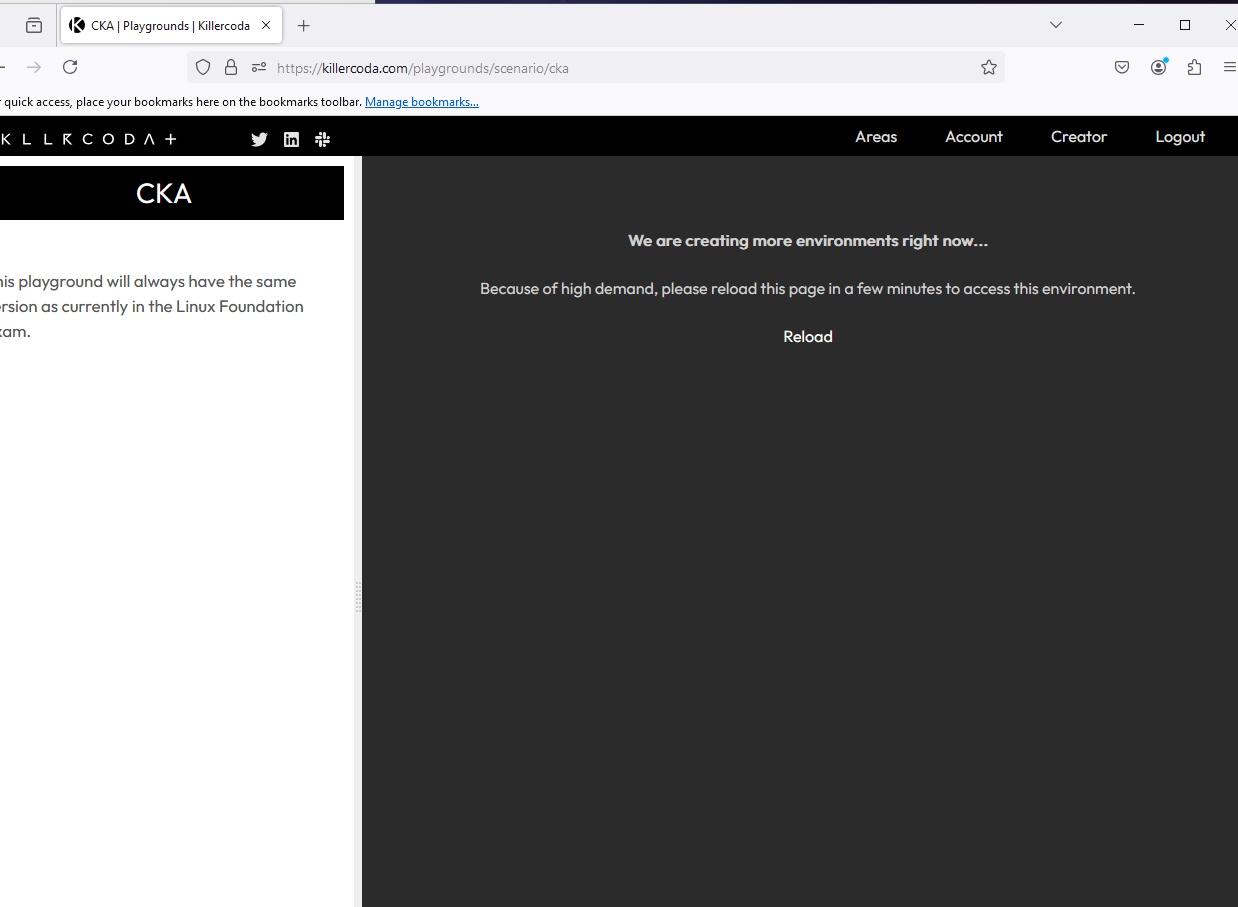 CKA | Playgrounds | Killercoda
https://killercoda.com/playgrounds/scenario/cka
quick access, place your bookmarks here on the bookmarks toolbar. Manage bookmarks...
KLLRCODA+
Areas Account Creator Logout
CKA
We are creating more environments right now...
his playground will always have the same
ersion as currently in the Linux Foundation
xam.
Because of high demand, please reload this page in a few minutes to access this environment.
Reload